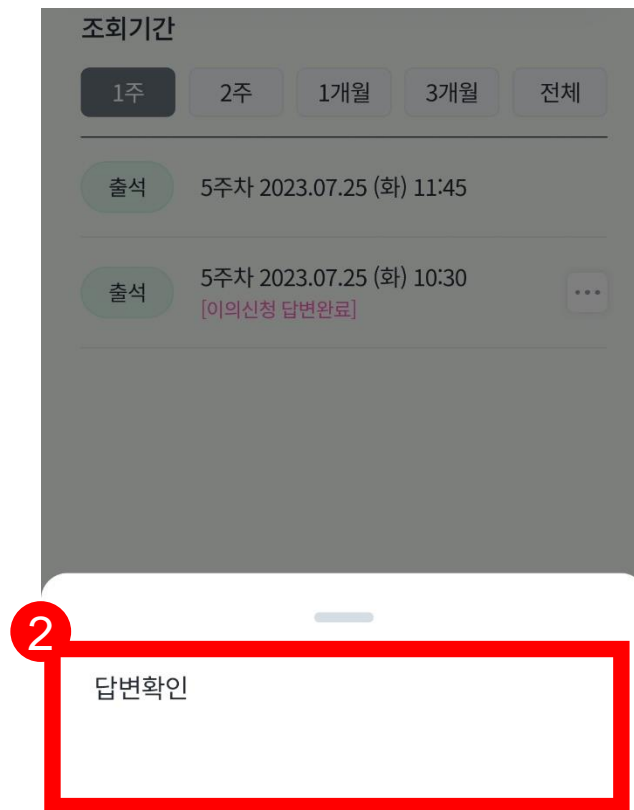 조회기간
1주 2주 1개월 3개월 전체
출석 5주차 2023.07.25 (화) 11:45
출석 5주차 2023.07.25 (화) 10:30
[이의신청 답변완료]
2
답변확인